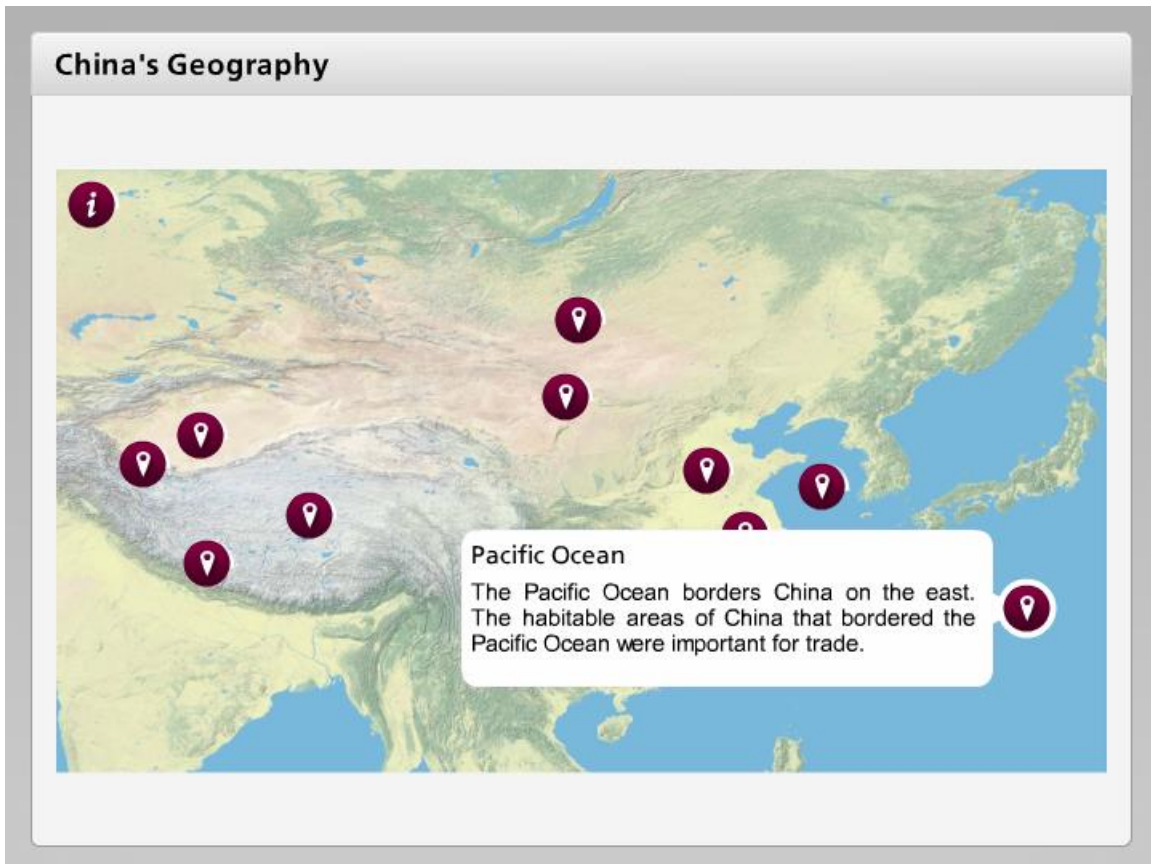 China's Geography
i
Pacific Ocean
The Pacific Ocean borders China on the east.
The habitable areas of China that bordered the
Pacific Ocean were important for trade.